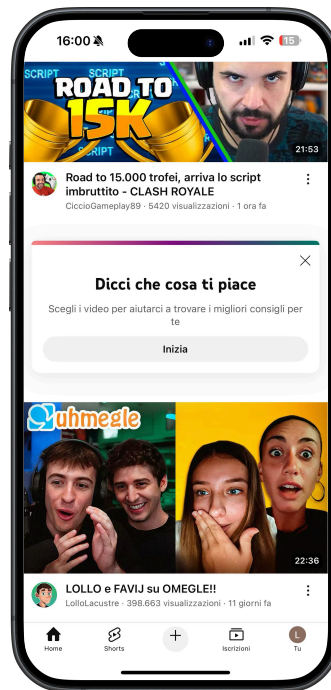 16:00
15
SCRIPT
SCRIPT
ROAD TO
15K
SCRIPT
21:53
Road to 15.000 trofei, arriva lo script
imbruttito - CLASH ROYALE
CiccioGameplay89 · 5420 visualizzazioni · 1 ora fa
Dicci che cosa ti piace
Scegli i video per aiutarci a trovare i migliori consigli per
te
Inizia
uhmegle
22:36
LOLLO e FAVIJ su OMEGLE!!
LolloLacustre · 398.663 visualizzazioni · 11 giorni fa
Home
Shorts
Iscrizioni
L
Tu